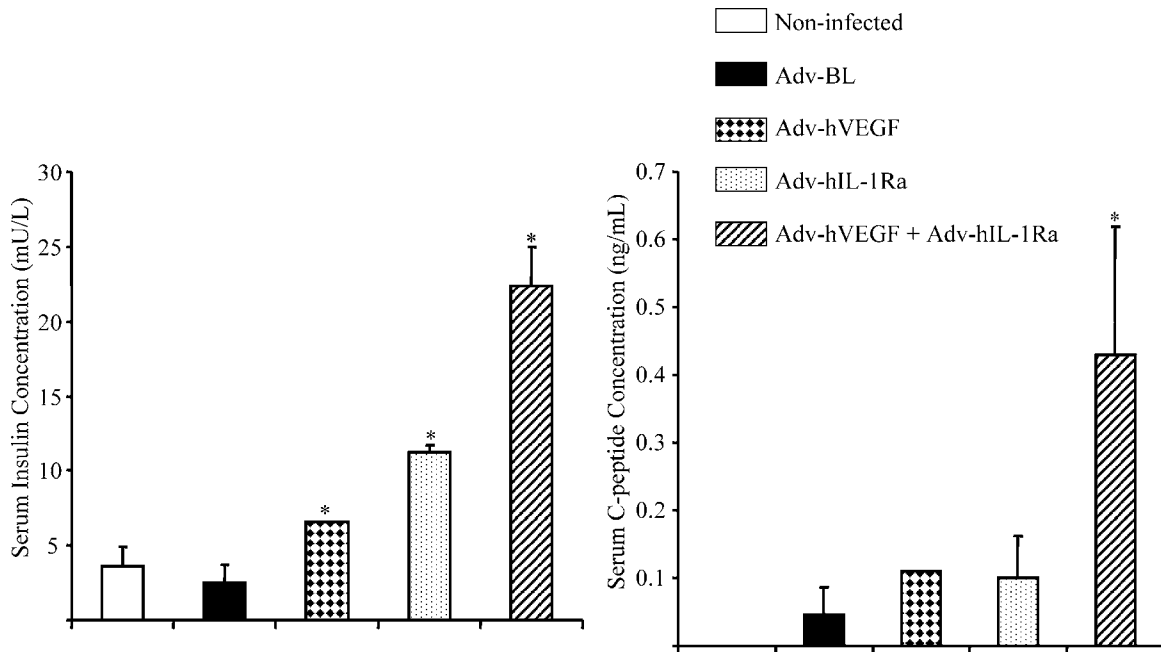 Non-infected
Adv-BL
Adv-hVEGF
Adv-hIL-1Ra
Adv-hVEGF + Adv-hIL-1Ra
Serum Insulin Concentration (mU/L)
30
25
20
15
10
5
*
*
*
Serum C-peptide Concentration (ng/mL)
0.7
0.6
0.5
0.4
0.3
0.2
0.1
*